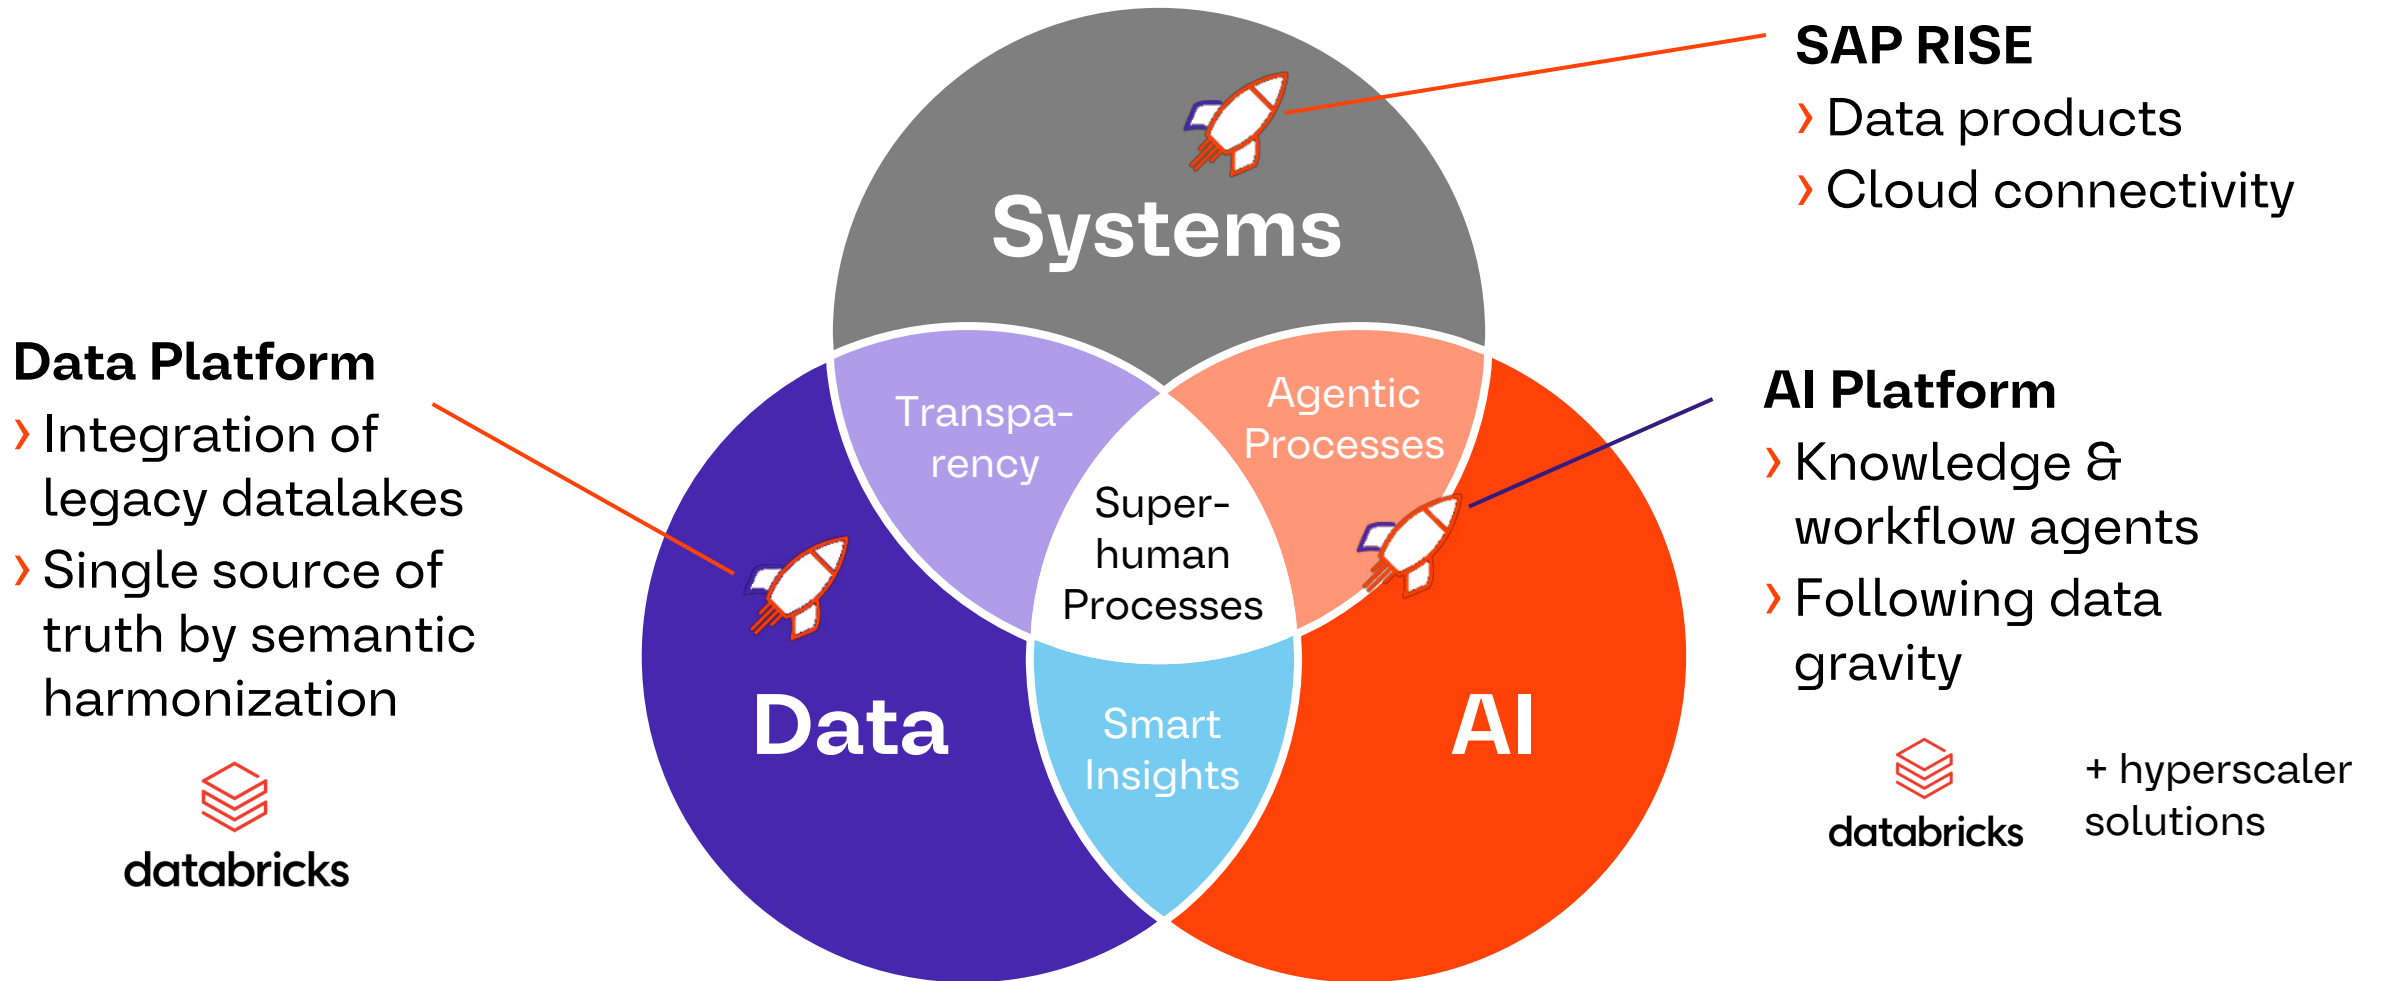 SAP RISE
› Data products
› Cloud connectivity
Systems
Data Platform
› Integration of
legacy datalakes
› Single source of
truth by semantic
harmonization
databricks
Transpa-
rency
Agentic
Processes
Super-
human
Processes
Data
Smart
Insights
AI
AI Platform
› Knowledge &
workflow agents
› Following data
gravity
databricks
+ hyperscaler
solutions